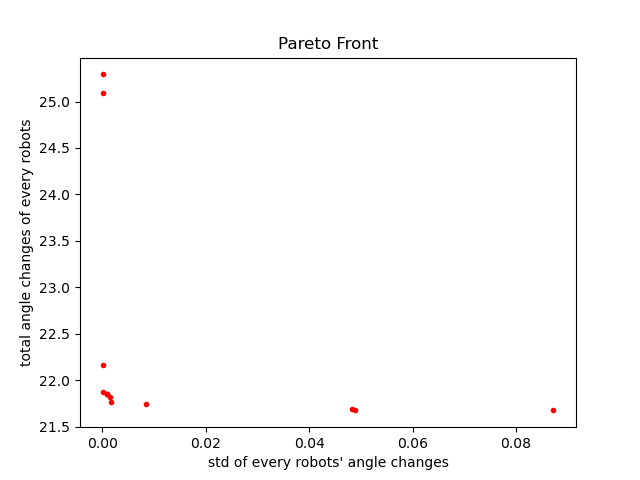 Pareto Front
25.0
24.5
24.0
23.5
23.0
22.5
22.0
21.5
total angle changes of every robots
0.00 0.02 0.04 0.06 0.08
std of every robots' angle changes